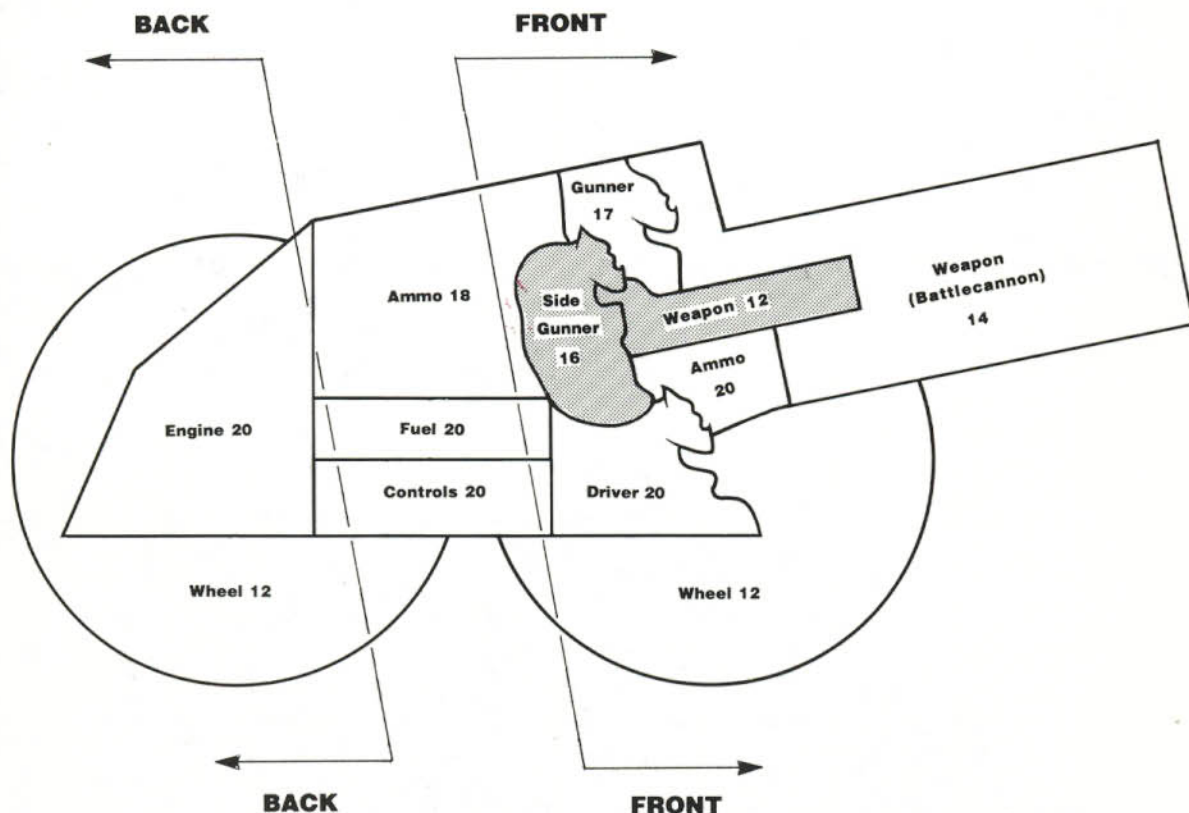 BACK
FRONT
Gunner
17
Ammo 18
Side
Gunner
16
Weapon 12
Weapon
(Battlecannon)
14
Ammo
20
Engine 20
Fuel 20
Controls 20
Driver 20
Wheel 12
Wheel 12
BACK
FRONT